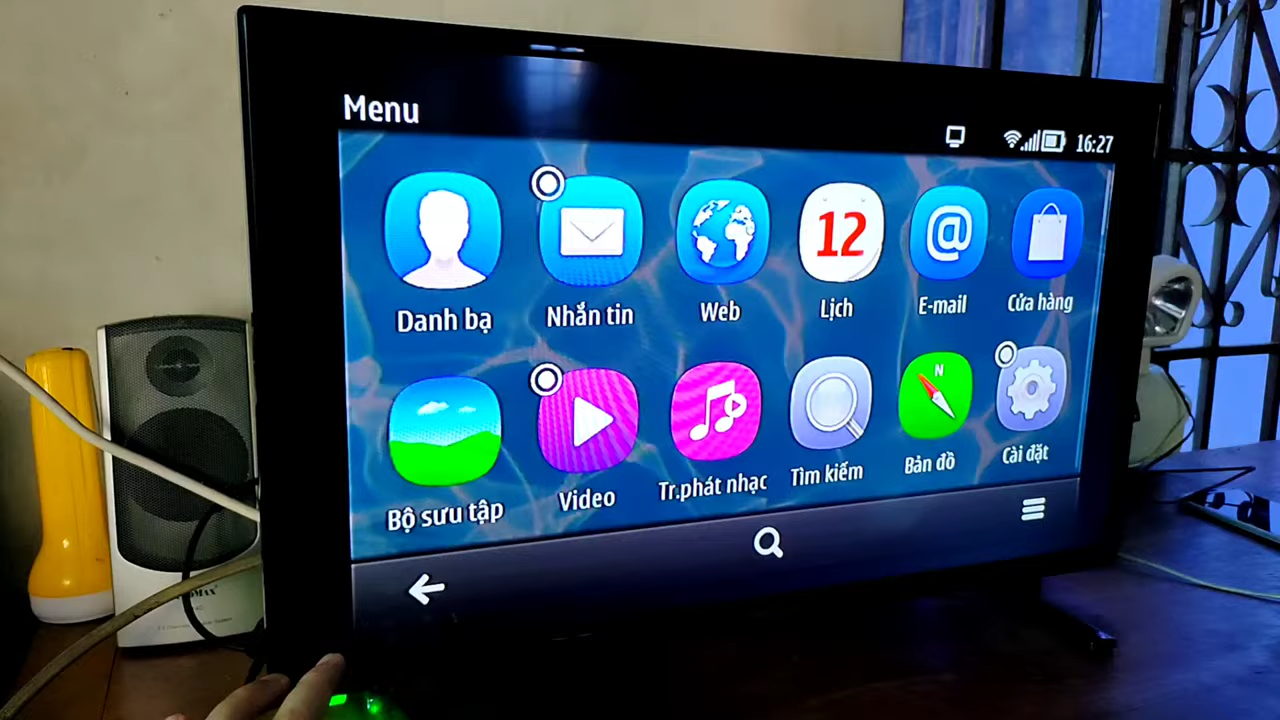 Menu
16:27
12
Danh bạ
Nhắn tin
Web
Lịch
E-mail
@
Cửa hàng
N
Bộ sưu tập
Video
Tr.phát nhạc
Tìm kiếm
Bản đồ
Cài đặt